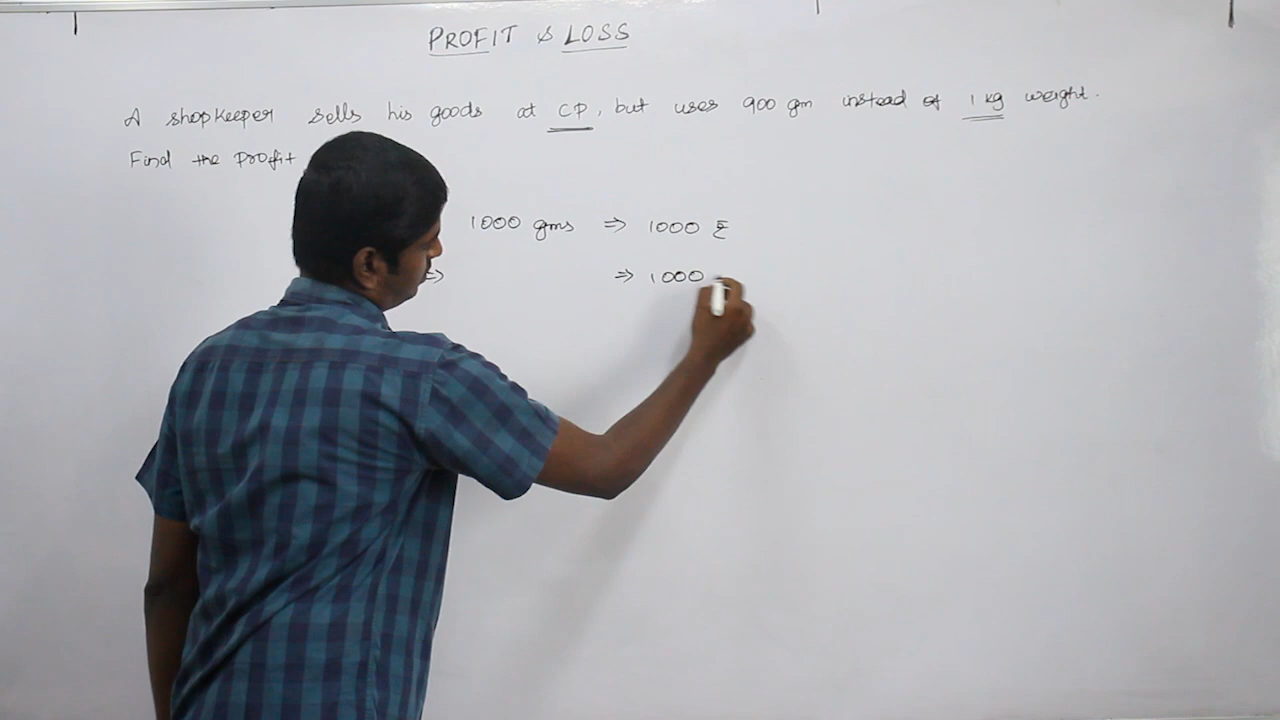 PROFIT & LOSS
A shopkeeper sells his goods at CP, but uses 900 gm instead of 1 kg weight.
Find the Profit
1000 gms ⇒ 1000 ₹
⇒ ⇒ 1000